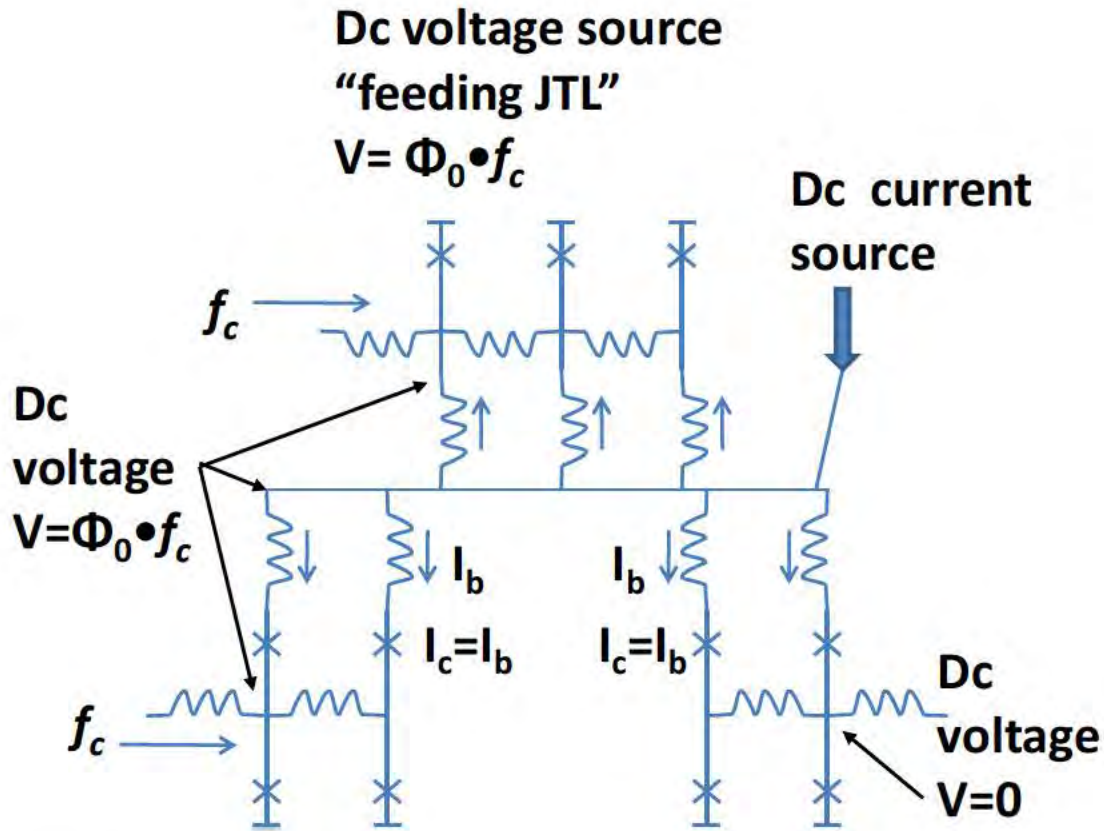 Dc voltage source
“feeding JTL”
V= Φ₀•fc
Dc current
source
fc
Dc
voltage
V=Φ₀•fc
Ib
Ib
Ic=Ib
Ic=Ib
fc
Dc
voltage
V=0